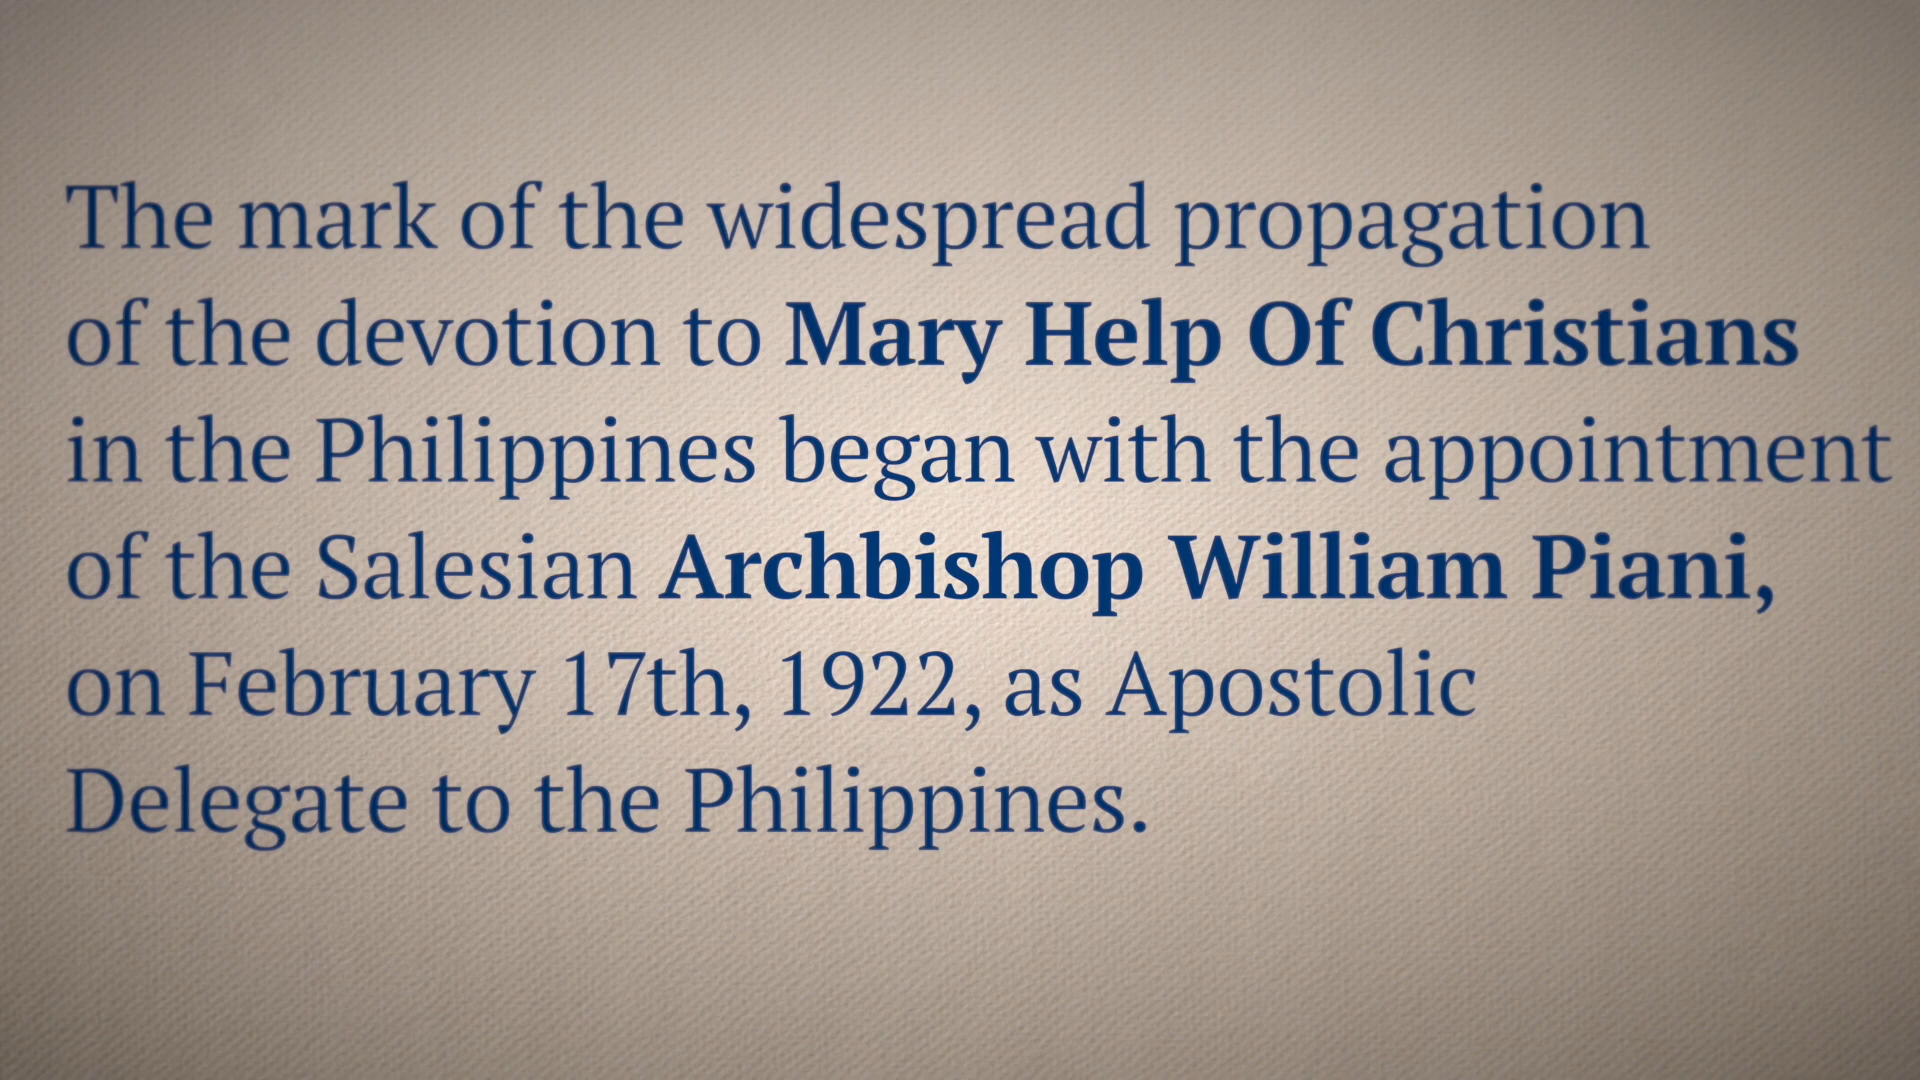 The mark of the widespread propagation
of the devotion to Mary Help Of Christians
in the Philippines began with the appointment
of the Salesian Archbishop William Piani,
on February 17th, 1922, as Apostolic
Delegate to the Philippines.